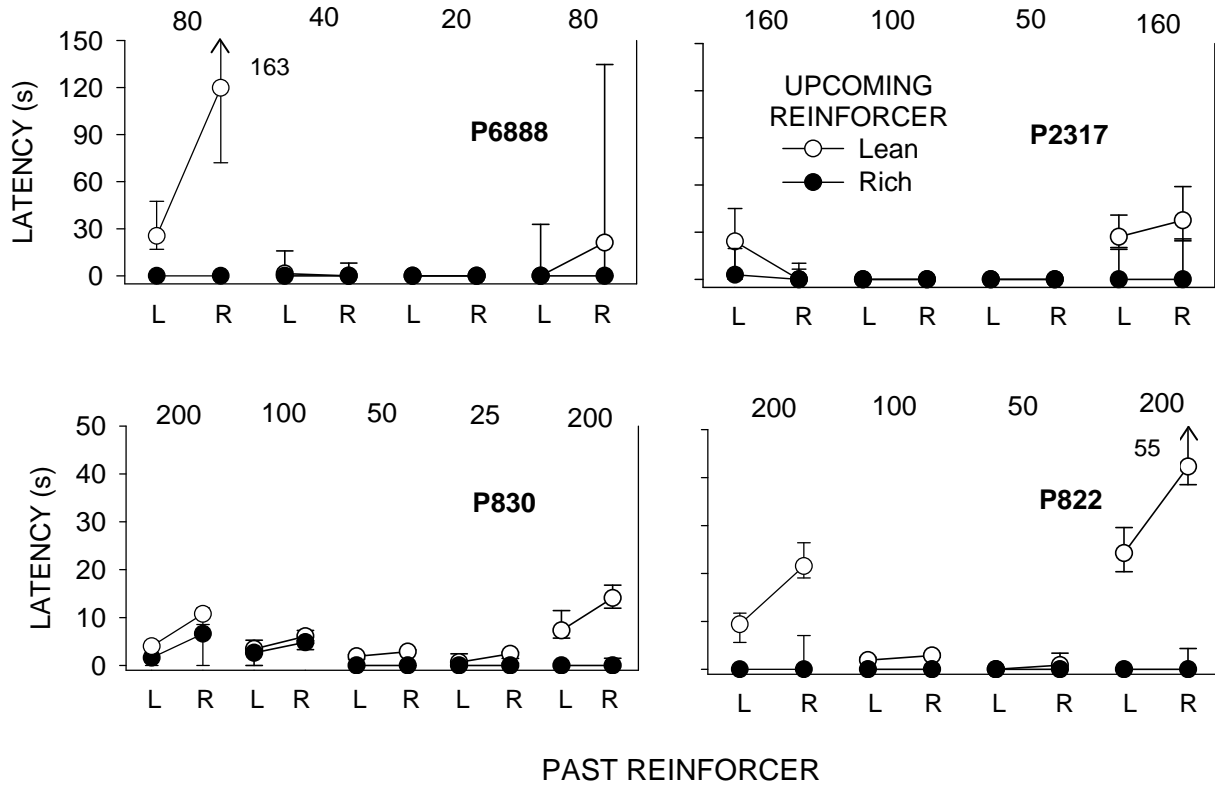 80 40 20 80
160 100 50 160
150
120
90
60
30
0
LATENCY (s)
163
P6888
UPCOMING
REINFORCER
Lean
Rich
P2317
L R L R L R L R
L R L R L R L R
200 100 50 25 200
200 100 50 200
50
40
30
20
10
0
LATENCY (s)
P830
55
P822
L R L R L R L R L R
L R L R L R L R
PAST REINFORCER